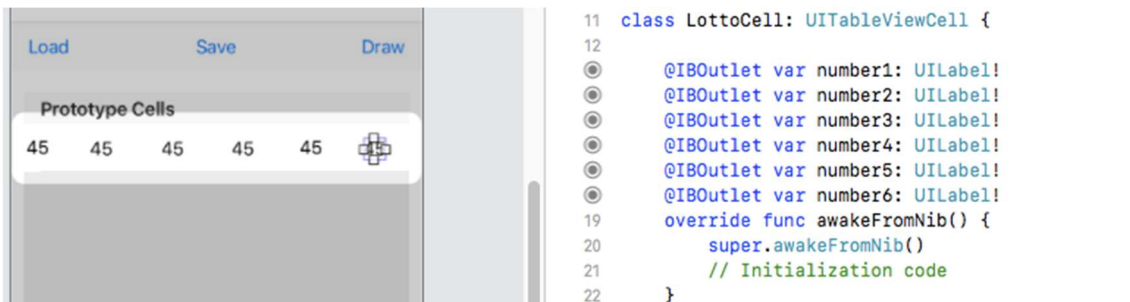 Load Save Draw
Prototype Cells
45 45 45 45 45
11 class LottoCell: UITableViewCell {
12
@IBOutlet var number1: UILabel!
@IBOutlet var number2: UILabel!
@IBOutlet var number3: UILabel!
@IBOutlet var number4: UILabel!
@IBOutlet var number5: UILabel!
@IBOutlet var number6: UILabel!
19 override func awakeFromNib() {
20 super.awakeFromNib()
21 // Initialization code
22 }